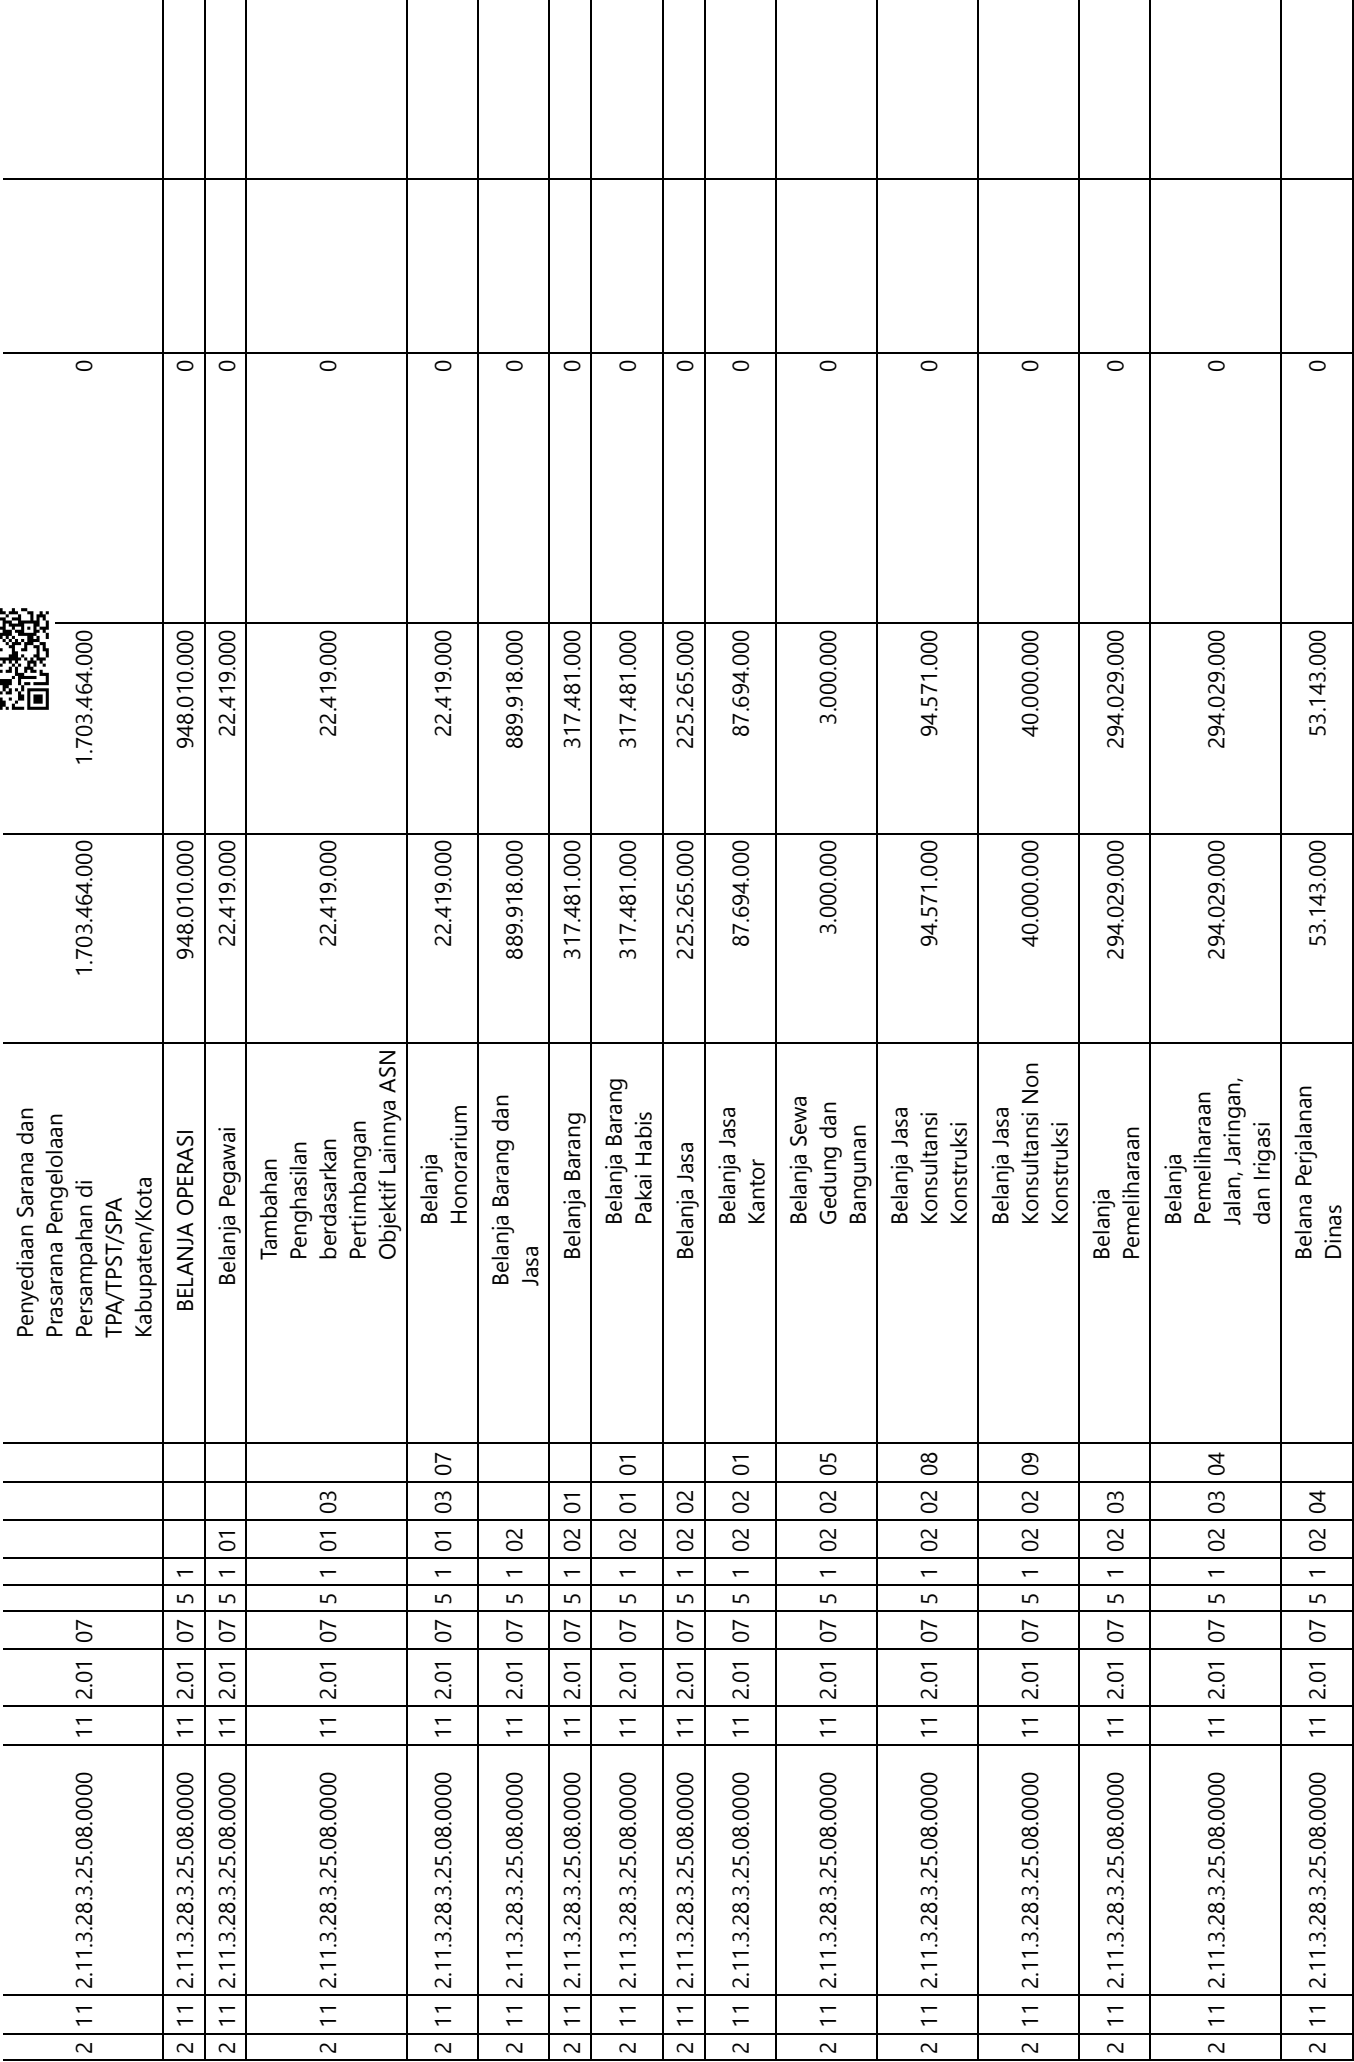 2 11 2.11.3.28.3.25.08.0000 11 2.01 07 Penyediaan Sarana dan 1.703.464.000 1.703.464.000 0
Prasarana Pengelolaan
Persampahan di
TPA/TPST/SPA
Kabupaten/Kota
2 11 2.11.3.28.3.25.08.0000 11 2.01 07 5 1 BELANJA OPERASI 948.010.000 948.010.000 0
2 11 2.11.3.28.3.25.08.0000 11 2.01 07 5 1 01 Belanja Pegawai 22.419.000 22.419.000 0
2 11 2.11.3.28.3.25.08.0000 11 2.01 07 5 1 01 03 Tambahan 22.419.000 22.419.000 0
Penghasilan
berdasarkan
Pertimbangan
Objektif Lainnya ASN
2 11 2.11.3.28.3.25.08.0000 11 2.01 07 5 1 01 03 07 Belanja 22.419.000 22.419.000 0
Honorarium
2 11 2.11.3.28.3.25.08.0000 11 2.01 07 5 1 02 Belanja Barang dan 889.918.000 889.918.000 0
Jasa
2 11 2.11.3.28.3.25.08.0000 11 2.01 07 5 1 02 01 Belanja Barang 317.481.000 317.481.000 0
2 11 2.11.3.28.3.25.08.0000 11 2.01 07 5 1 02 01 01 Belanja Barang 317.481.000 317.481.000 0
Pakai Habis
2 11 2.11.3.28.3.25.08.0000 11 2.01 07 5 1 02 02 Belanja Jasa 225.265.000 225.265.000 0
2 11 2.11.3.28.3.25.08.0000 11 2.01 07 5 1 02 02 01 Belanja Jasa 87.694.000 87.694.000 0
Kantor
2 11 2.11.3.28.3.25.08.0000 11 2.01 07 5 1 02 02 05 Belanja Sewa 3.000.000 3.000.000 0
Gedung dan
Bangunan
2 11 2.11.3.28.3.25.08.0000 11 2.01 07 5 1 02 02 08 Belanja Jasa 94.571.000 94.571.000 0
Konsultansi
Konstruksi
2 11 2.11.3.28.3.25.08.0000 11 2.01 07 5 1 02 02 09 Belanja Jasa 40.000.000 40.000.000 0
Konsultansi Non
Konstruksi
2 11 2.11.3.28.3.25.08.0000 11 2.01 07 5 1 02 03 Belanja 294.029.000 294.029.000 0
Pemeliharaan
2 11 2.11.3.28.3.25.08.0000 11 2.01 07 5 1 02 03 04 Belanja 294.029.000 294.029.000 0
Pemeliharaan
Jalan, Jaringan,
dan Irigasi
2 11 2.11.3.28.3.25.08.0000 11 2.01 07 5 1 02 04 Belana Perjalanan 53.143.000 53.143.000 0
Dinas